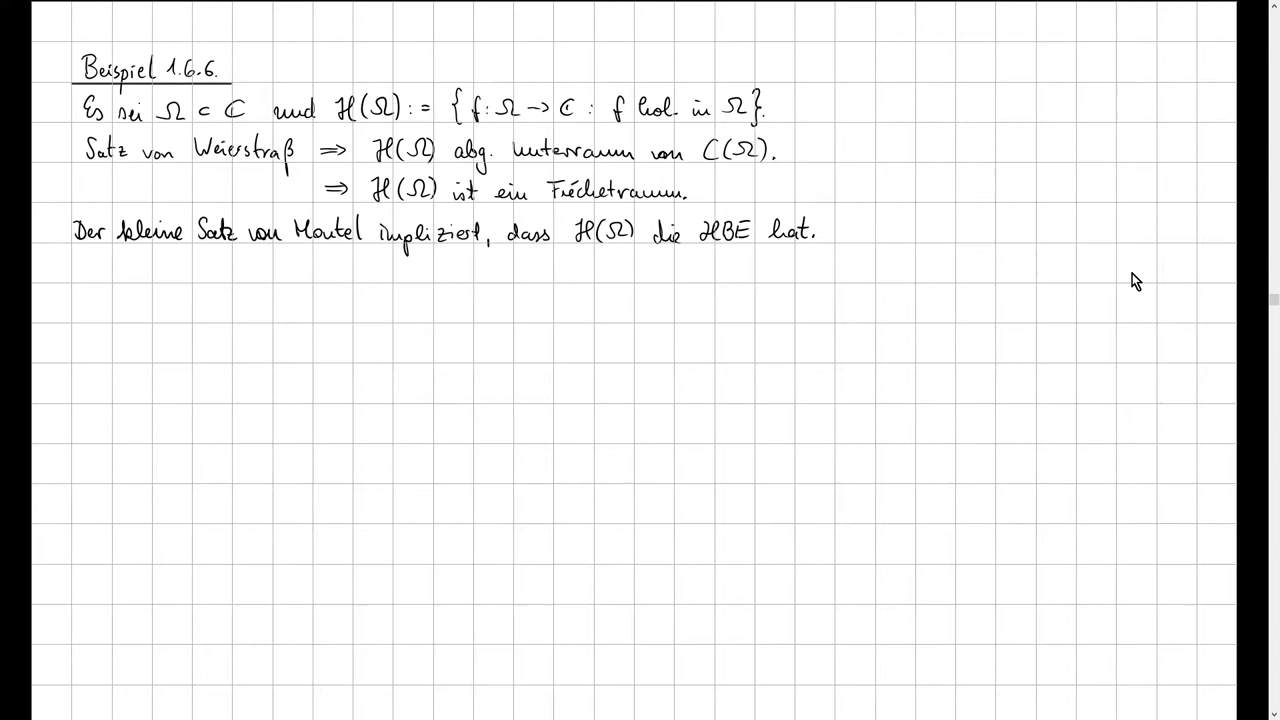 Beispiel 1.6.6.
Es sei Ω ⊂ ℂ und ℋ(Ω) := {f: Ω → ℂ : f hol. in Ω}.
Satz von Weierstraß ⇒ ℋ(Ω) abg. Unterraum von C(Ω).
⇒ ℋ(Ω) ist ein Fréchetraum.
Der kleine Satz von Montel impliziert, dass ℋ(Ω) die HBE hat.